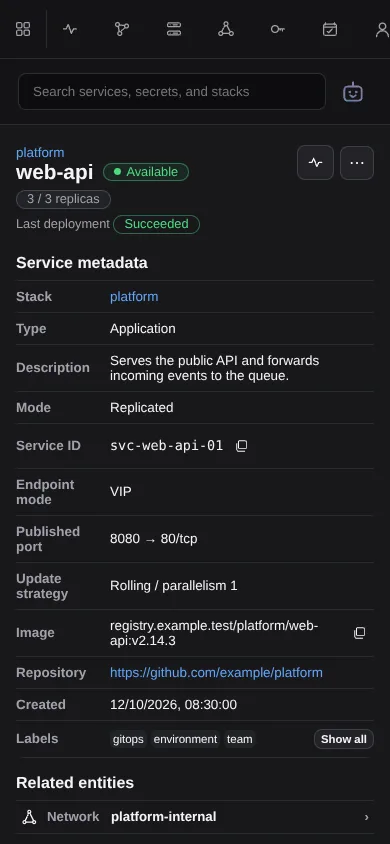 Search services, secrets, and stacks
platform
web-api Available
3 / 3 replicas
Last deployment Succeeded
Service metadata
Stack platform
Type Application
Description Serves the public API and forwards
incoming events to the queue.
Mode Replicated
Service ID svc-web-api-01
Endpoint
mode VIP
Published
port 8080 → 80/tcp
Update
strategy Rolling / parallelism 1
Image registry.example.test/platform/web-
api:v2.14.3
Repository https://github.com/example/platform
Created 12/10/2026, 08:30:00
Labels gitops environment team Show all
Related entities
Network platform-internal ›